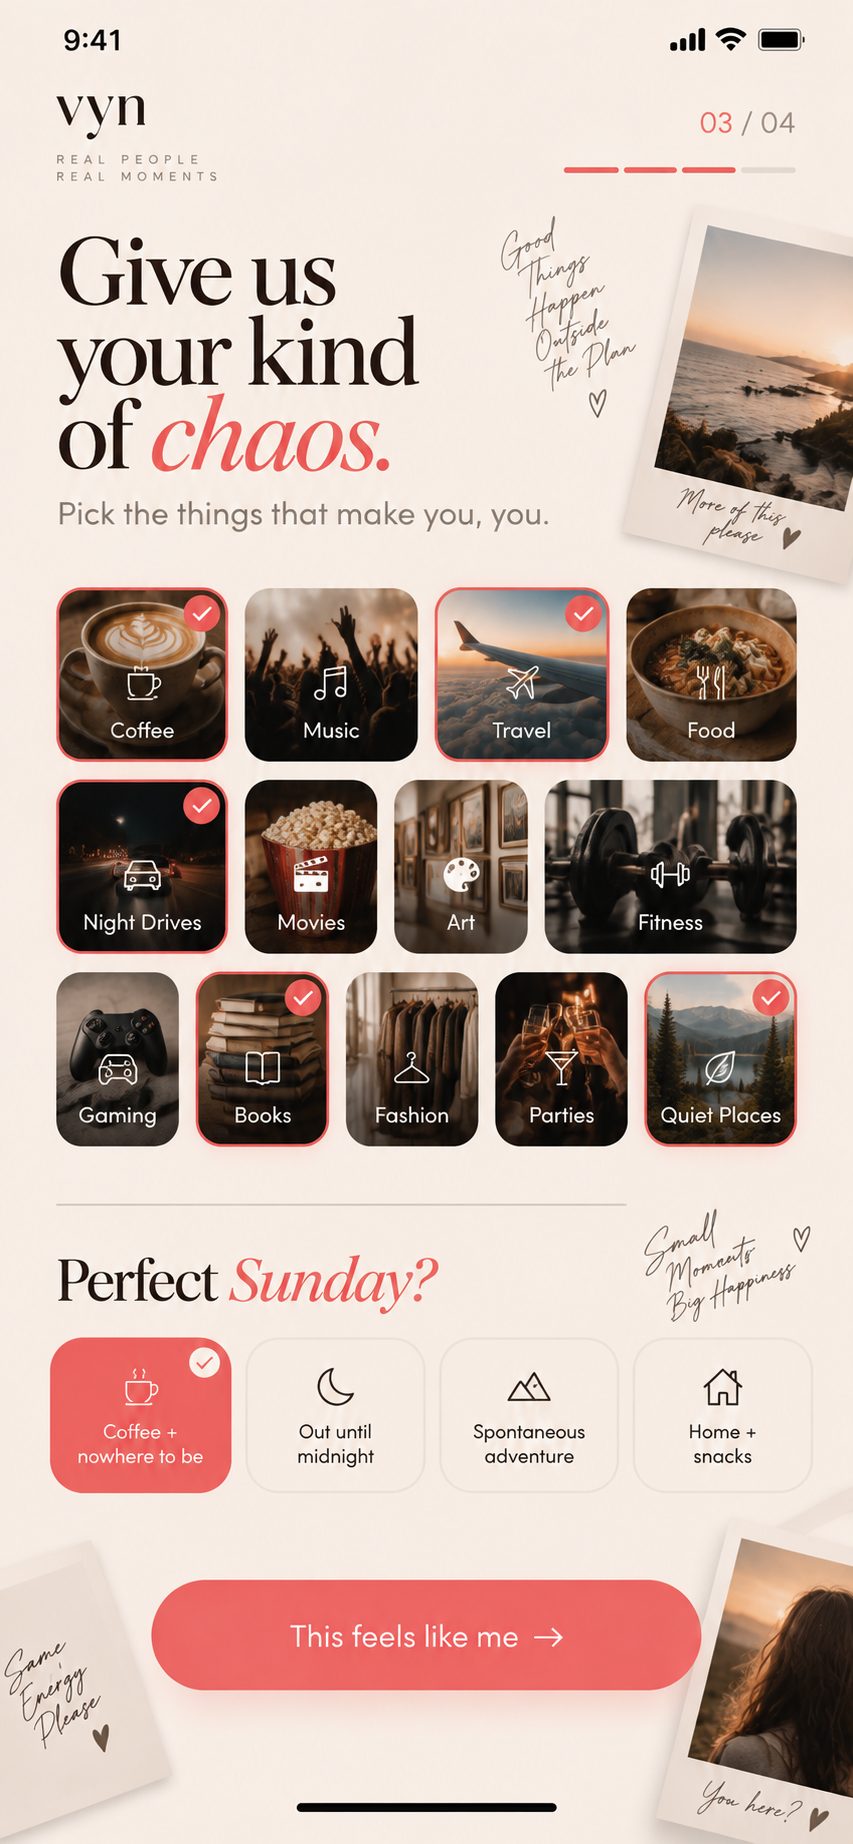 9:41
vyn
REAL PEOPLE
REAL MOMENTS
03 / 04
Give us
your kind
of chaos.
Pick the things that make you, you.
Good
Things
Happen
Outside
the Plan
More of this
please
Coffee
Music
Travel
Food
Night Drives
Movies
Art
Fitness
Gaming
Books
Fashion
Parties
Quiet Places
Perfect Sunday?
Small
Moments
Big Happiness
Coffee +
nowhere to be
Out until
midnight
Spontaneous
adventure
Home +
snacks
This feels like me →
Same
Energy
Please
You here?